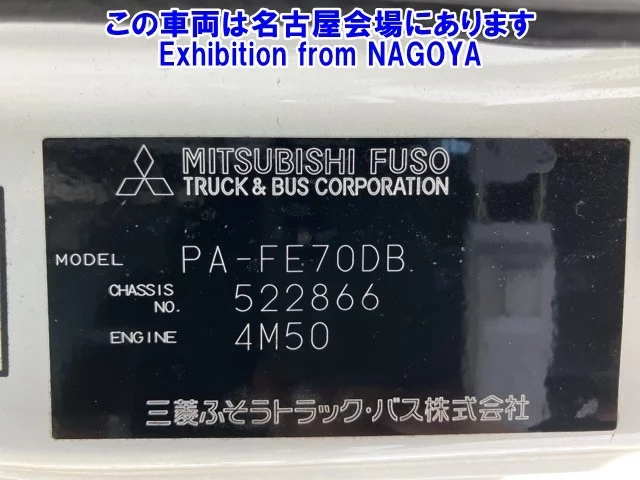 この車両は名古屋会場にあります
Exhibition from NAGOYA
MITSUBISHI FUSO
TRUCK & BUS CORPORATION
MODEL PA-FE70DB.
CHASSIS NO. 522866
ENGINE 4M50
三菱ふそうトラック・バス株式会社